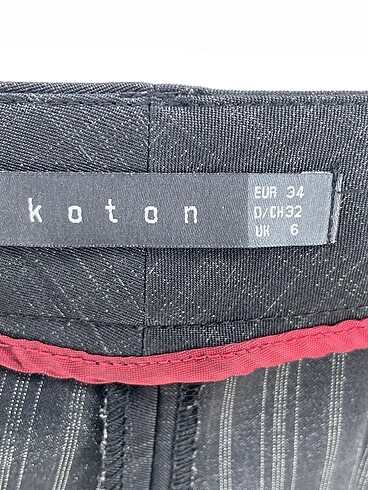 koton
EUR 34
D/CH32
UK 6